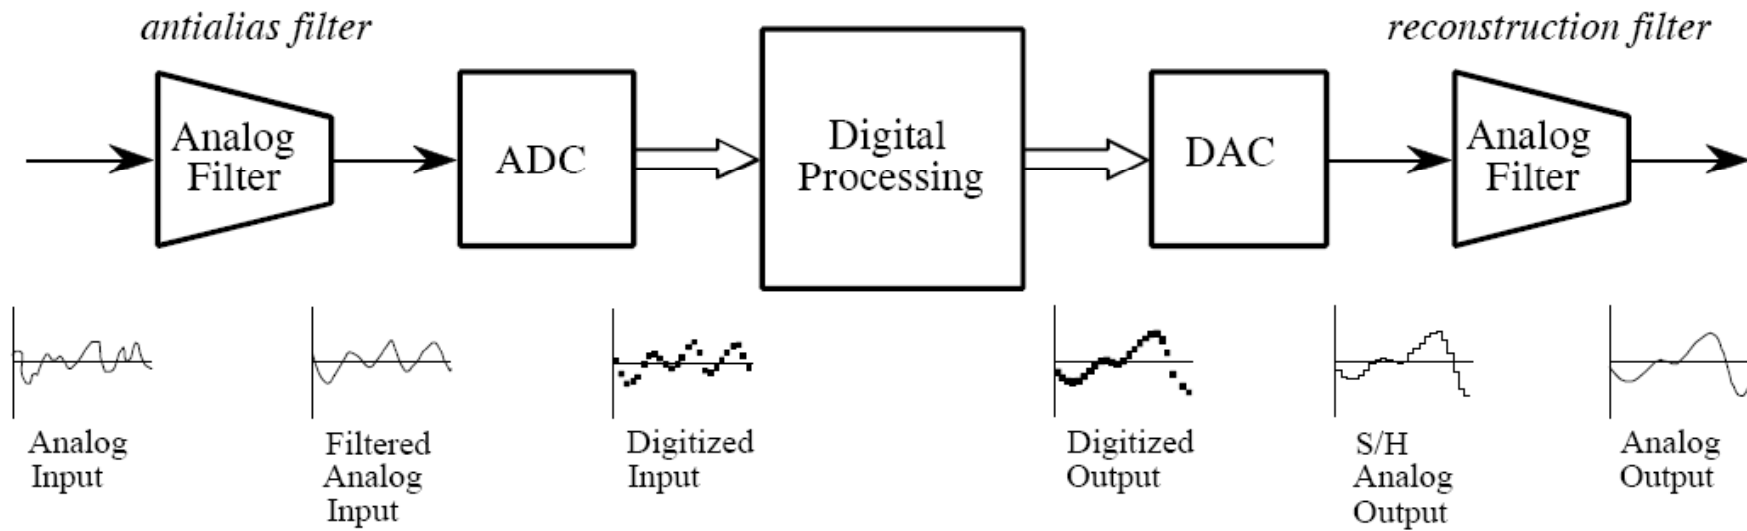 antialias filter
reconstruction filter
Analog
Filter
ADC
Digital
Processing
DAC
Analog
Filter
Analog
Input
Filtered
Analog
Input
Digitized
Input
Digitized
Output
S/H
Analog
Output
Analog
Output